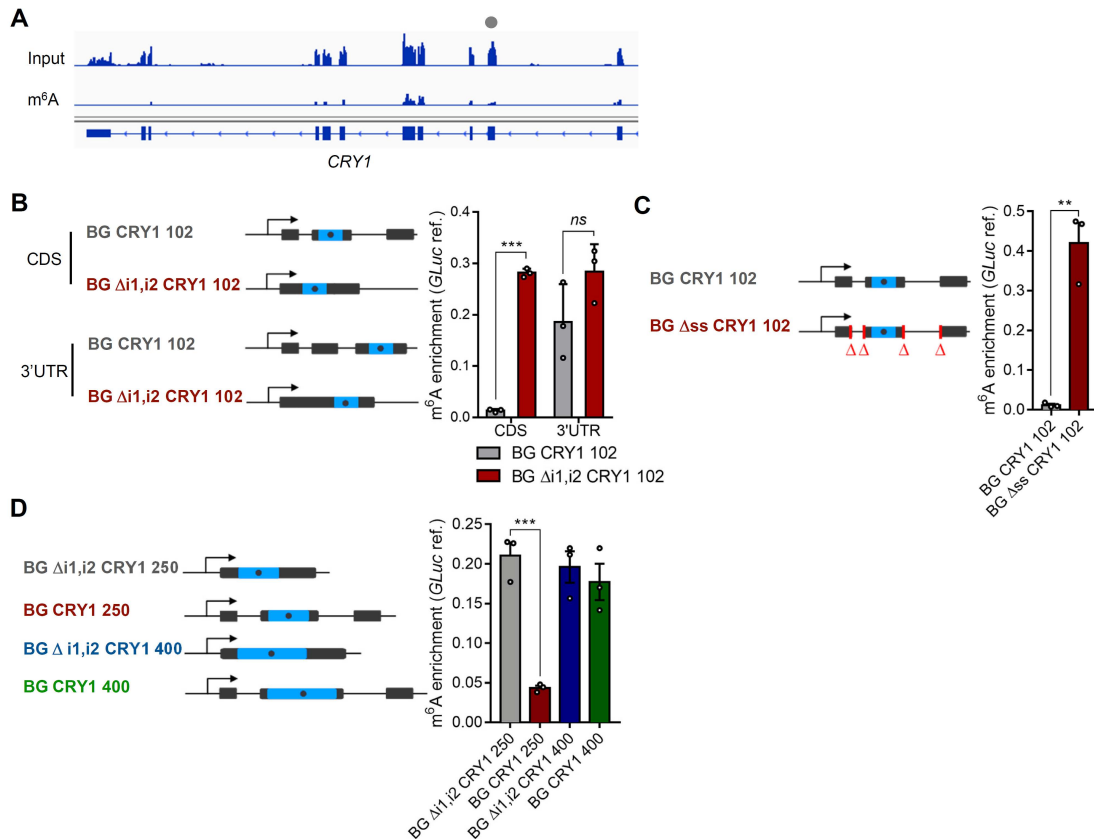 A
Input
m⁶A
CRY1
B
CDS
BG CRY1 102
BG Δi1,i2 CRY1 102
3'UTR
BG CRY1 102
BG Δi1,i2 CRY1 102
m⁶A enrichment (GLuc ref.)
0.4
0.3
0.2
0.1
0.0
***
ns
CDS
3'UTR
BG CRY1 102
BG Δi1,i2 CRY1 102
C
BG CRY1 102
BG Δss CRY1 102
Δ Δ Δ Δ
m⁶A enrichment (GLuc ref.)
0.5
0.4
0.3
0.2
0.1
0.0
**
BG CRY1 102
BG Δss CRY1 102
D
BG Δi1,i2 CRY1 250
BG CRY1 250
BG Δ i1,i2 CRY1 400
BG CRY1 400
m⁶A enrichment (GLuc ref.)
0.25
0.20
0.15
0.10
0.05
0.00
***
BG Δi1,i2 CRY1 250
BG CRY1 250
BG Δi1,i2 CRY1 400
BG CRY1 400